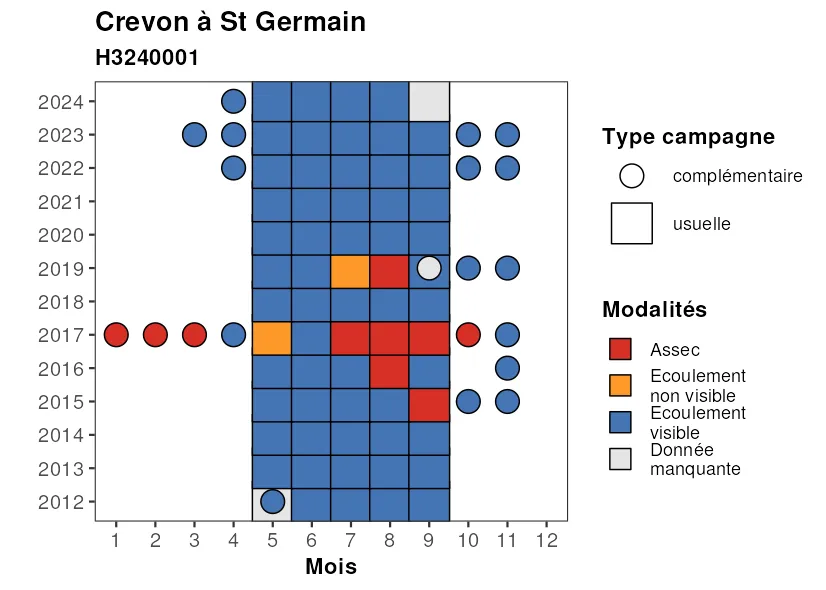 Crevon à St Germain
H3240001
2024
2023
2022
2021
2020
2019
2018
2017
2016
2015
2014
2013
2012
1 2 3 4 5 6 7 8 9 10 11 12
Mois
Type campagne
complémentaire
usuelle
Modalités
Assec
Ecoulement
non visible
Ecoulement
visible
Donnée
manquante